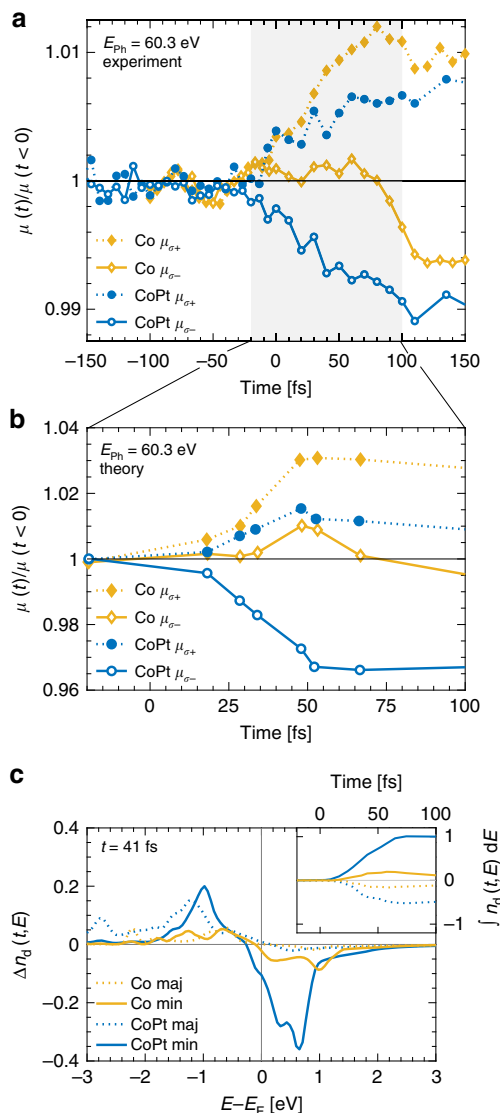 a
1.01
1
0.99
μ (t)/μ (t < 0)
E_Ph = 60.3 eV
experiment
Co μσ+
Co μσ−
CoPt μσ+
CoPt μσ−
−150 −100 −50 0 50 100 150
Time [fs]
b
1.04
1.02
1
0.98
0.96
μ (t)/μ (t < 0)
E_Ph = 60.3 eV
theory
Co μσ+
Co μσ−
CoPt μσ+
CoPt μσ−
0 25 50 75 100
Time [fs]
c
Time [fs]
0 50 100
1
0
−1
∫ n_d (t,E) dE
0.4
0.2
0
−0.2
−0.4
Δn_d (t,E)
t = 41 fs
Co maj
Co min
CoPt maj
CoPt min
−3 −2 −1 0 1 2 3
E−E_F [eV]